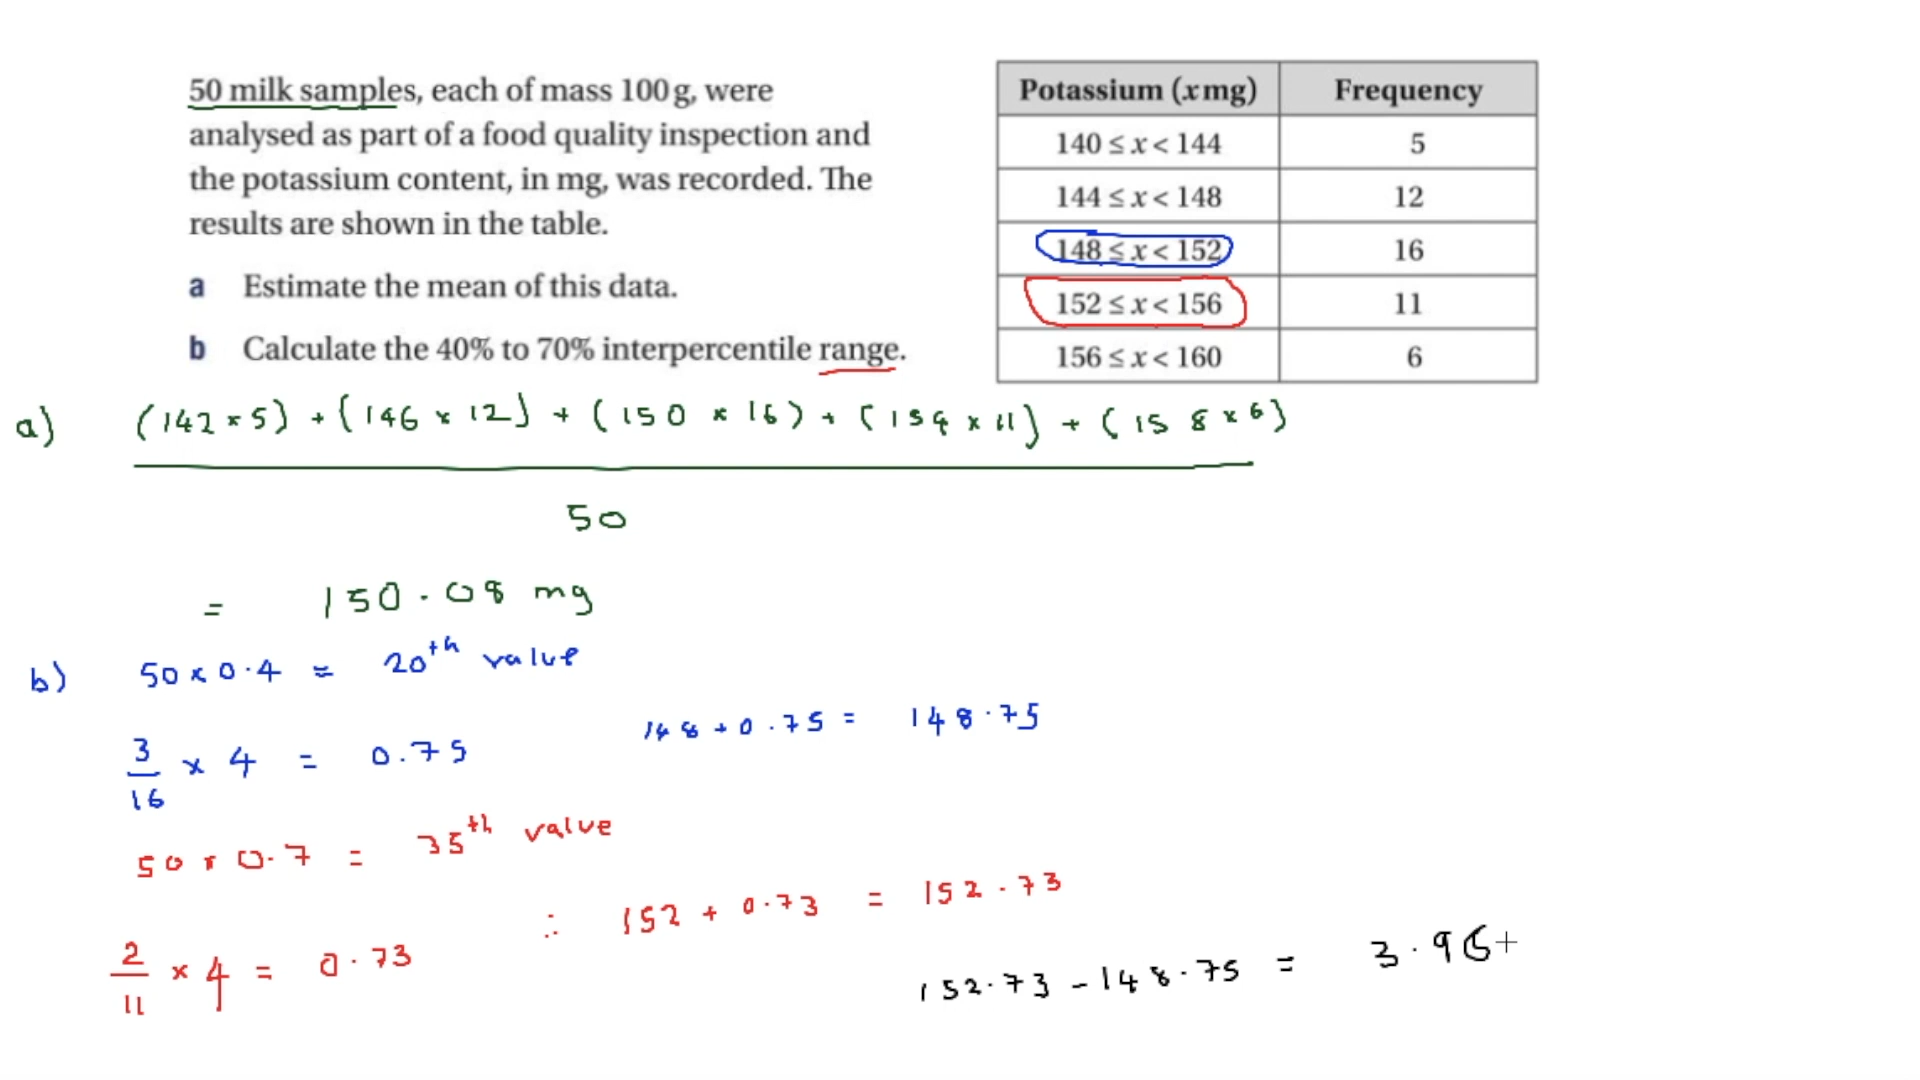 50 milk samples, each of mass 100 g, were
analysed as part of a food quality inspection and
the potassium content, in mg, was recorded. The
results are shown in the table.
a Estimate the mean of this data.
b Calculate the 40% to 70% interpercentile range.
Potassium (x mg) Frequency
140 ≤ x < 144 5
144 ≤ x < 148 12
148 ≤ x < 152 16
152 ≤ x < 156 11
156 ≤ x < 160 6
a) (142 × 5) + (146 × 12) + (150 × 16) + (154 × 11) + (158 × 6)
50
= 150.08 mg
b) 50 × 0.4 = 20th value
3/16 × 4 = 0.75
148 + 0.75 = 148.75
50 × 0.7 = 35th value
2/11 × 4 = 0.73
∴ 152 + 0.73 = 152.73
152.73 - 148.75 = 3.9